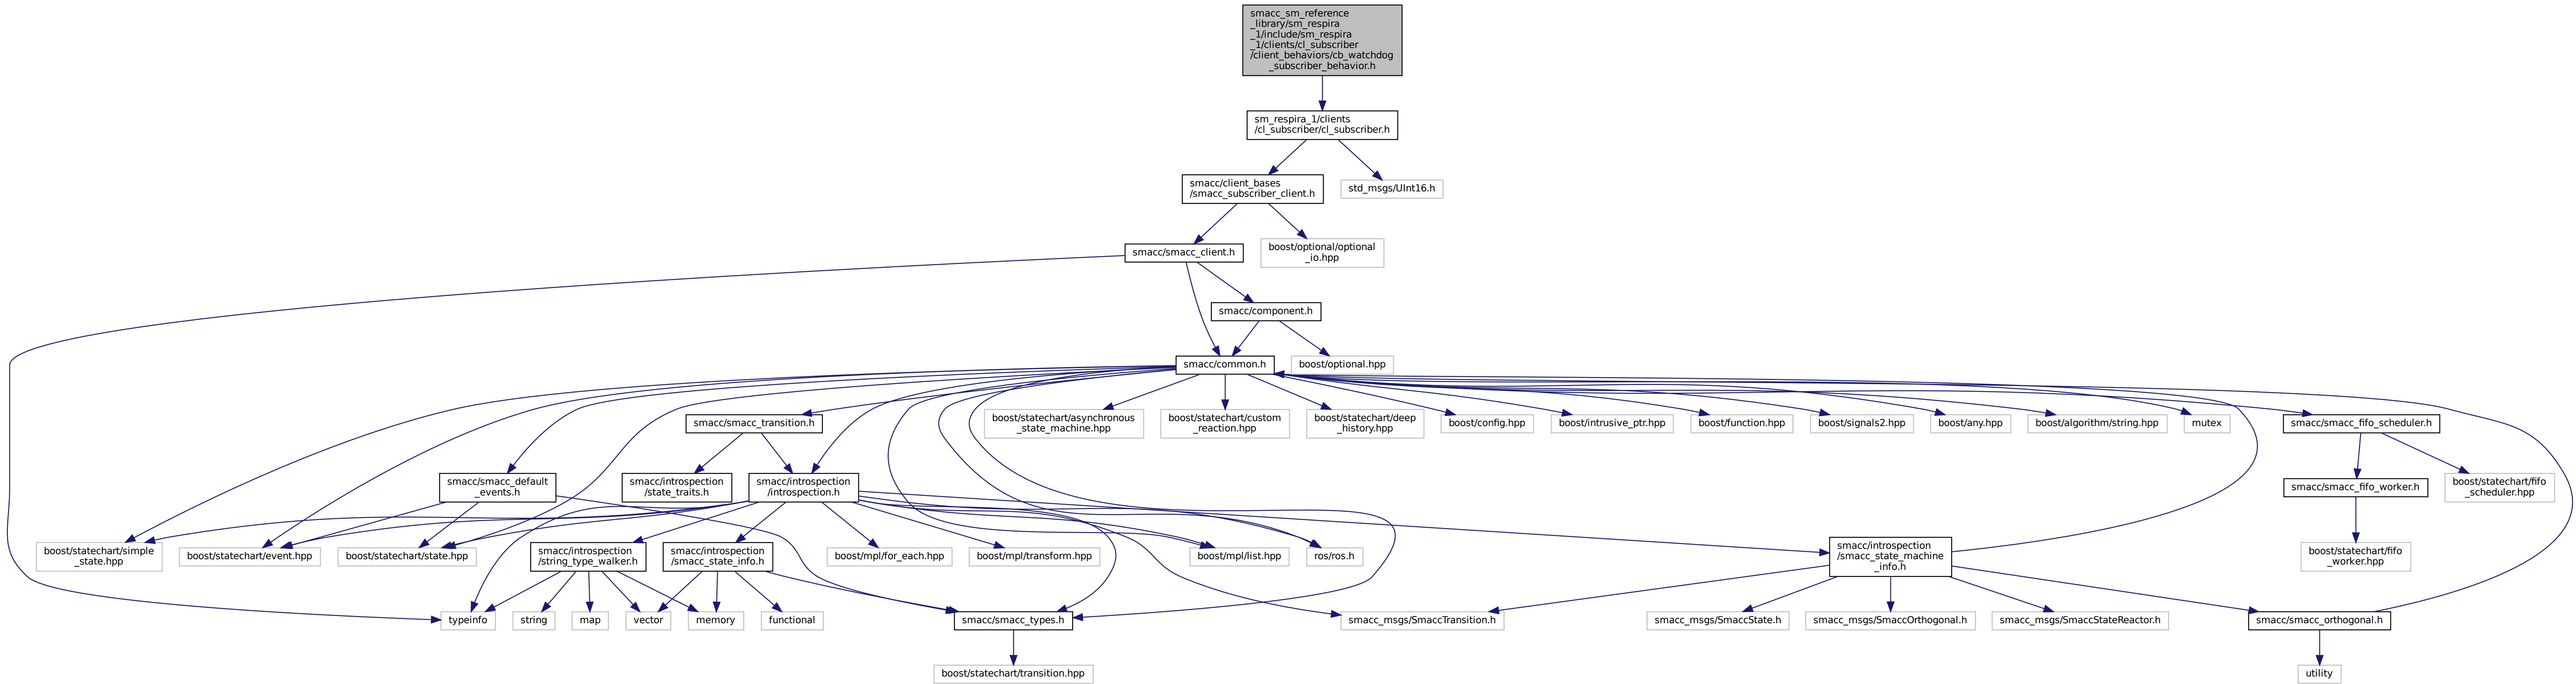 smacc_sm_reference
_library/sm_respira
_1/include/sm_respira
_1/clients/cl_subscriber
/client_behaviors/cb_watchdog
_subscriber_behavior.h
sm_respira_1/clients
/cl_subscriber/cl_subscriber.h
smacc/client_bases
/smacc_subscriber_client.h
std_msgs/UInt16.h
smacc/smacc_client.h
boost/optional/optional
_io.hpp
smacc/component.h
smacc/common.h
boost/optional.hpp
smacc/smacc_transition.h
boost/statechart/asynchronous
_state_machine.hpp
boost/statechart/custom
_reaction.hpp
boost/statechart/deep
_history.hpp
boost/config.hpp
boost/intrusive_ptr.hpp
boost/function.hpp
boost/signals2.hpp
boost/any.hpp
boost/algorithm/string.hpp
mutex
smacc/smacc_fifo_scheduler.h
smacc/smacc_default
_events.h
smacc/introspection
/state_traits.h
smacc/introspection
/introspection.h
smacc/smacc_fifo_worker.h
boost/statechart/fifo
_scheduler.hpp
boost/statechart/simple
_state.hpp
boost/statechart/event.hpp
boost/statechart/state.hpp
smacc/introspection
/string_type_walker.h
smacc/introspection
/smacc_state_info.h
boost/mpl/for_each.hpp
boost/mpl/transform.hpp
boost/mpl/list.hpp
ros/ros.h
smacc/introspection
/smacc_state_machine
_info.h
boost/statechart/fifo
_worker.hpp
typeinfo
string
map
vector
memory
functional
smacc/smacc_types.h
smacc_msgs/SmaccTransition.h
smacc_msgs/SmaccState.h
smacc_msgs/SmaccOrthogonal.h
smacc_msgs/SmaccStateReactor.h
smacc/smacc_orthogonal.h
boost/statechart/transition.hpp
utility